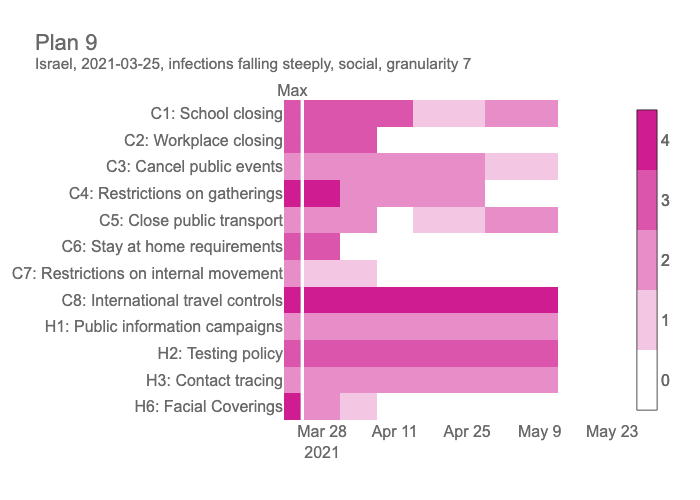 Plan 9
Israel, 2021-03-25, infections falling steeply, social, granularity 7
Max
C1: School closing
C2: Workplace closing
C3: Cancel public events
C4: Restrictions on gatherings
C5: Close public transport
C6: Stay at home requirements
C7: Restrictions on internal movement
C8: International travel controls
H1: Public information campaigns
H2: Testing policy
H3: Contact tracing
H6: Facial Coverings
Mar 28 Apr 11 Apr 25 May 9 May 23
2021
4
3
2
1
0